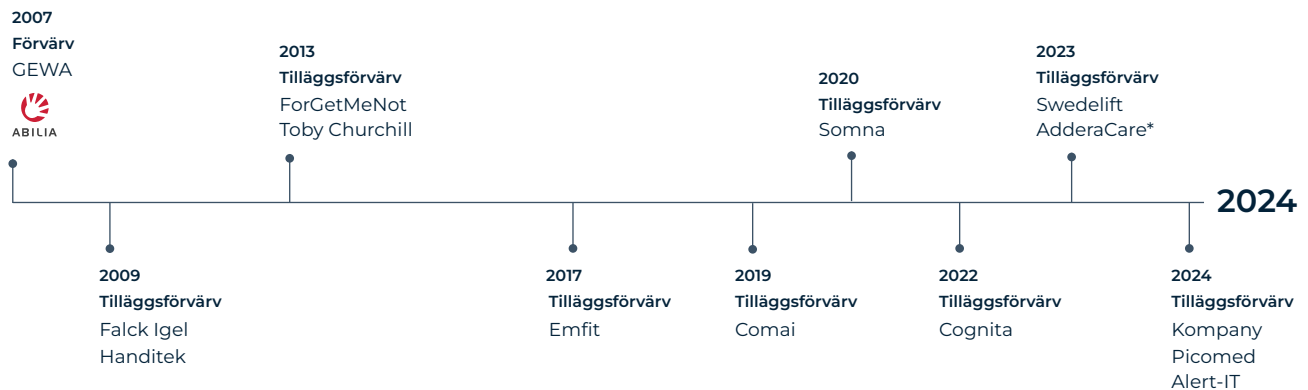 2007
Förvärv
GEWA
ABILIA
2013
Tilläggsförvärv
ForGetMeNot
Toby Churchill
2020
Tilläggsförvärv
Somna
2023
Tilläggsförvärv
Swedelift
AdderaCare*
2024
2009
Tilläggsförvärv
Falck Igel
Handitek
2017
Tilläggsförvärv
Emfit
2019
Tilläggsförvärv
Comai
2022
Tilläggsförvärv
Cognita
2024
Tilläggsförvärv
Kompany
Picomed
Alert-IT